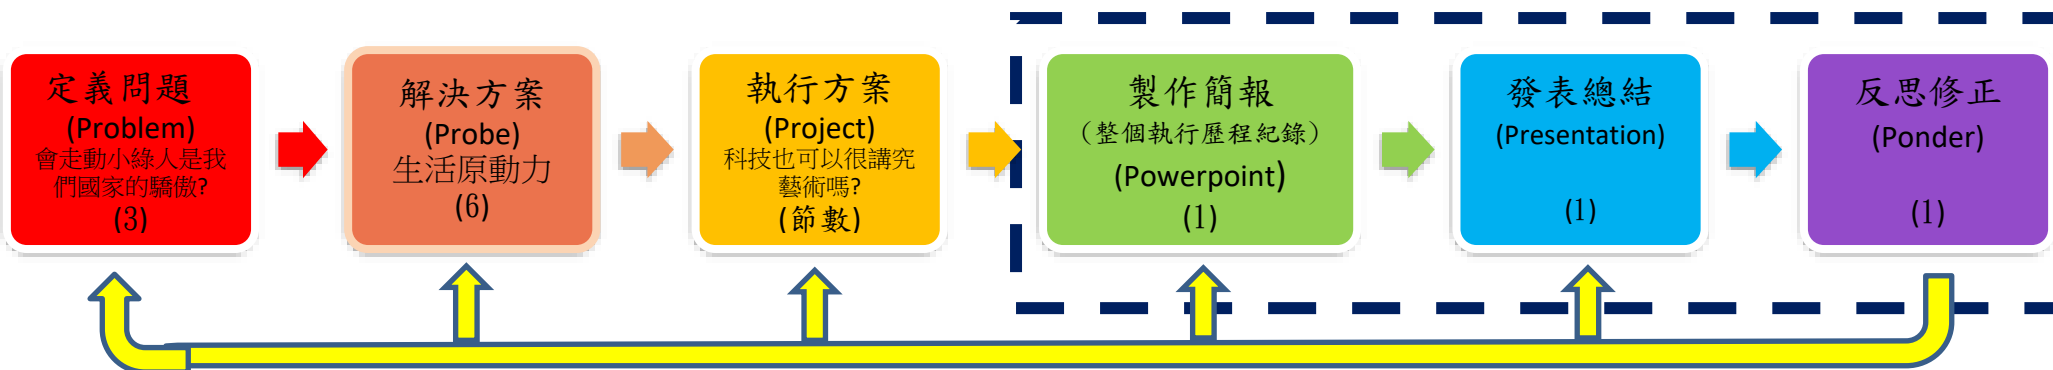 定義問題
(Problem)
會走動小綠人是我
們國家的驕傲?
(3)
解決方案
(Probe)
生活原動力
(6)
執行方案
(Project)
科技也可以很講究
藝術嗎?
(節數)
製作簡報
（整個執行歷程紀錄）
(Powerpoint)
(1)
發表總結
(Presentation)
(1)
反思修正
(Ponder)
(1)